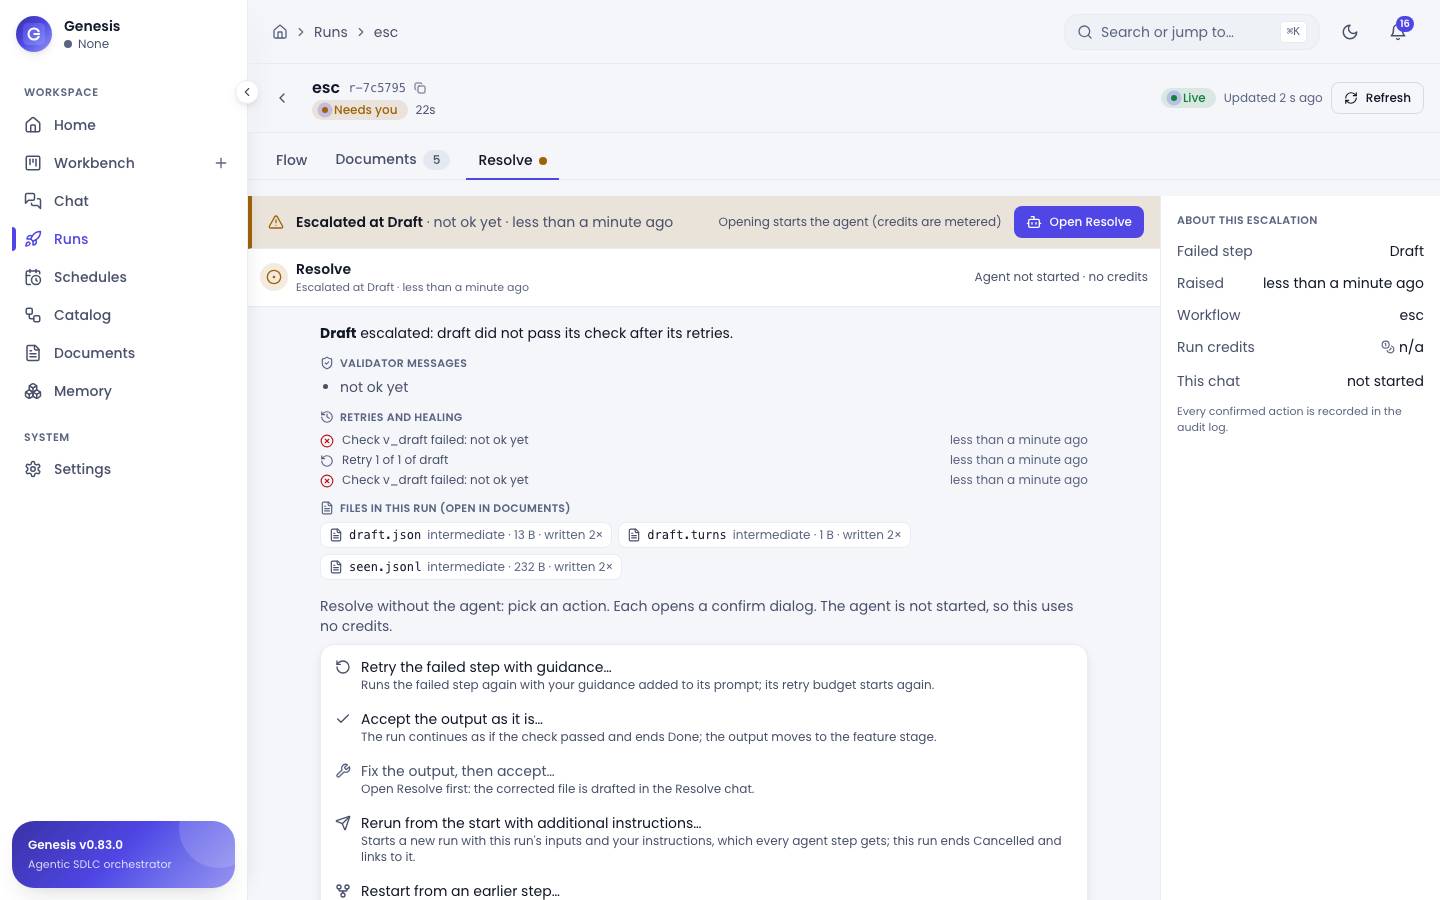 Genesis
None
WORKSPACE
Home
Workbench
Chat
Runs
Schedules
Catalog
Documents
Memory
SYSTEM
Settings
Genesis v0.83.0
Agentic SDLC orchestrator
Runs
esc
Search or jump to…
⌘K
16
esc r-7c5795
Needs you 22s
Live Updated 2 s ago Refresh
Flow Documents 5 Resolve
Escalated at Draft · not ok yet · less than a minute ago
Opening starts the agent (credits are metered)
Open Resolve
Resolve
Escalated at Draft · less than a minute ago
Agent not started · no credits
Draft escalated: draft did not pass its check after its retries.
VALIDATOR MESSAGES
• not ok yet
RETRIES AND HEALING
Check v_draft failed: not ok yet less than a minute ago
Retry 1 of 1 of draft less than a minute ago
Check v_draft failed: not ok yet less than a minute ago
FILES IN THIS RUN (OPEN IN DOCUMENTS)
draft.json intermediate · 13 B · written 2×
draft.turns intermediate · 1 B · written 2×
seen.jsonl intermediate · 232 B · written 2×
Resolve without the agent: pick an action. Each opens a confirm dialog. The agent is not started, so this uses
no credits.
Retry the failed step with guidance…
Runs the failed step again with your guidance added to its prompt; its retry budget starts again.
Accept the output as it is…
The run continues as if the check passed and ends Done; the output moves to the feature stage.
Fix the output, then accept…
Open Resolve first: the corrected file is drafted in the Resolve chat.
Rerun from the start with additional instructions…
Starts a new run with this run's inputs and your instructions, which every agent step gets; this run ends Cancelled and
links to it.
Restart from an earlier step…
ABOUT THIS ESCALATION
Failed step Draft
Raised less than a minute ago
Workflow esc
Run credits n/a
This chat not started
Every confirmed action is recorded in the
audit log.